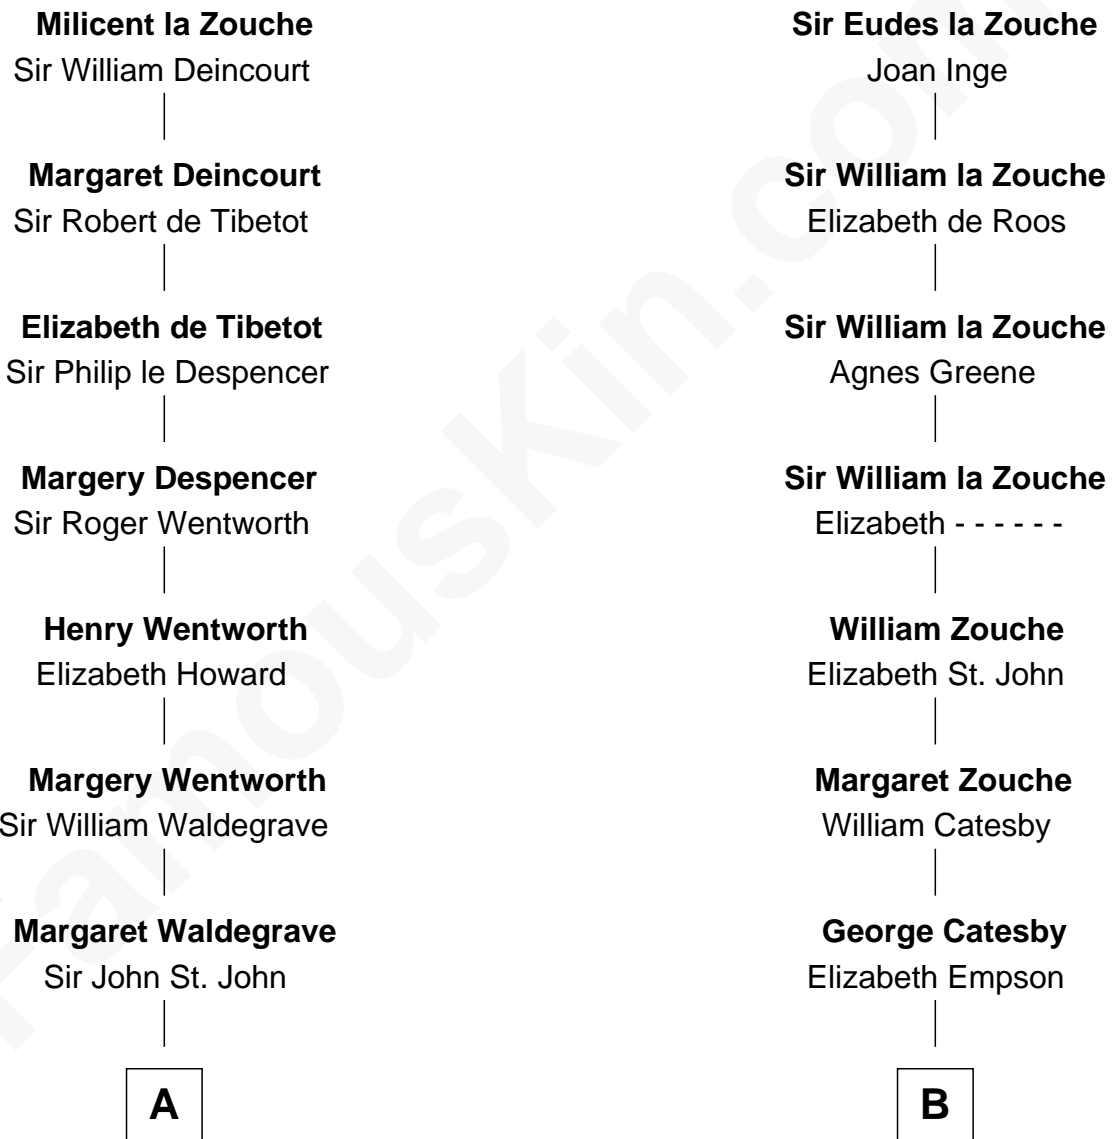 Milicent la Zouche
Sir William Deincourt
Margaret Deincourt
Sir Robert de Tibetot
Elizabeth de Tibetot
Sir Philip le Despencer
Margery Despencer
Sir Roger Wentworth
Henry Wentworth
Elizabeth Howard
Margery Wentworth
Sir William Waldegrave
Margaret Waldegrave
Sir John St. John
A
Sir Eudes la Zouche
Joan Inge
Sir William la Zouche
Elizabeth de Roos
Sir William la Zouche
Agnes Greene
Sir William la Zouche
Elizabeth - - - - - -
William Zouche
Elizabeth St. John
Margaret Zouche
William Catesby
George Catesby
Elizabeth Empson
B
FamousKin.com